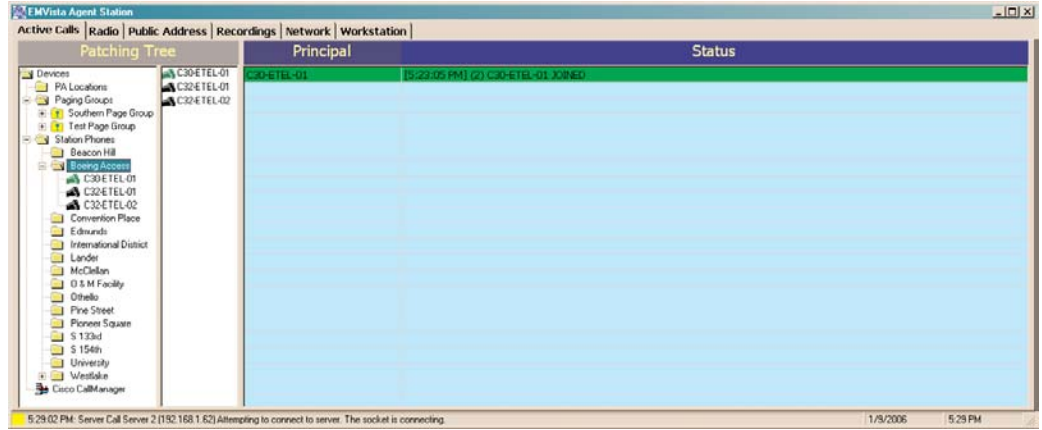 EMVista Agent Station
Active Calls Radio Public Address Recordings Network Workstation
Patching Tree Principal Status
Devices
PA Locations
Paging Groups
Southern Page Group
Test Page Group
Station Phones
Beacon Hill
Boeing Access
C30-ETEL-01
C32-ETEL-01
C32-ETEL-02
Convention Place
Edmunds
International District
Lander
McClellan
O & M Facility
Othello
Pine Street
Pioneer Square
S 133rd
S 154th
University
Westlake
Cisco CallManager
C30-ETEL-01
C32-ETEL-01
C32-ETEL-02
C30-ETEL-01 [5:23:05 PM] (2) C30-ETEL-01 JOINED
5:29:02 PM: Server Call Server 2 (192.168.1.62) Attempting to connect to server. The socket is connecting. 1/9/2006 5:29 PM